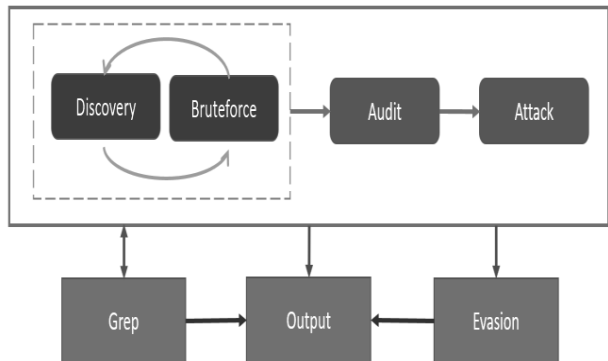 Discovery
Bruteforce
Audit
Attack
Grep
Output
Evasion